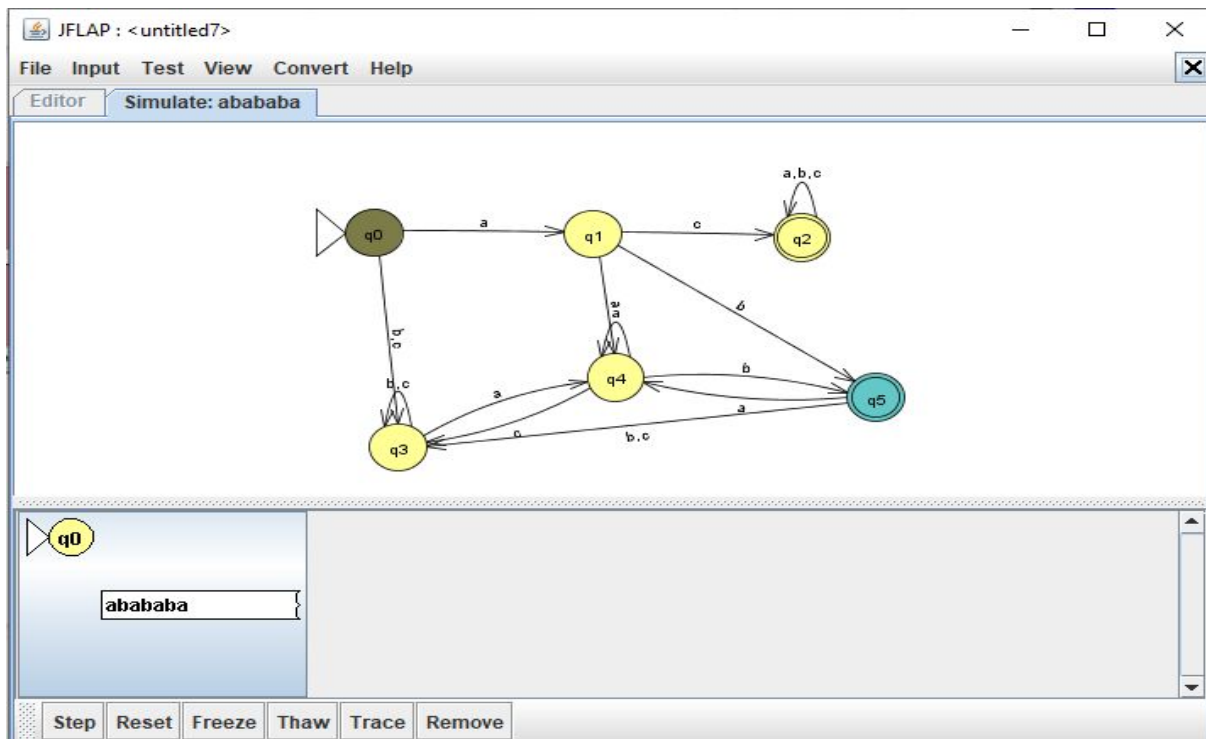 JFLAP : <untitled7>
File Input Test View Convert Help
Editor Simulate: abababa
a,b,c
q0 a q1 c q2
b,c
a
a
b
b,c
a
q4
b
q5
a
c
b,c
q3
q0
abababa
Step Reset Freeze Thaw Trace Remove